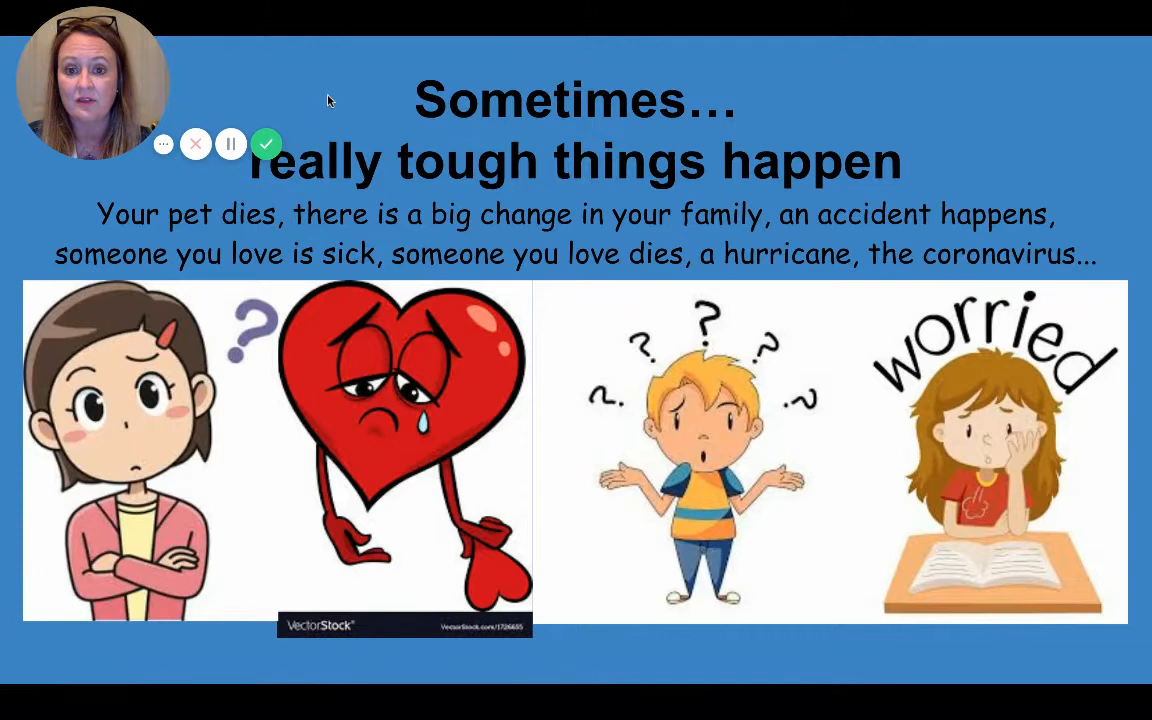 Sometimes…
really tough things happen
Your pet dies, there is a big change in your family, an accident happens,
someone you love is sick, someone you love dies, a hurricane, the coronavirus...
?
? ? ? ? ?
worried
VectorStock®
VectorStock.com/1726655